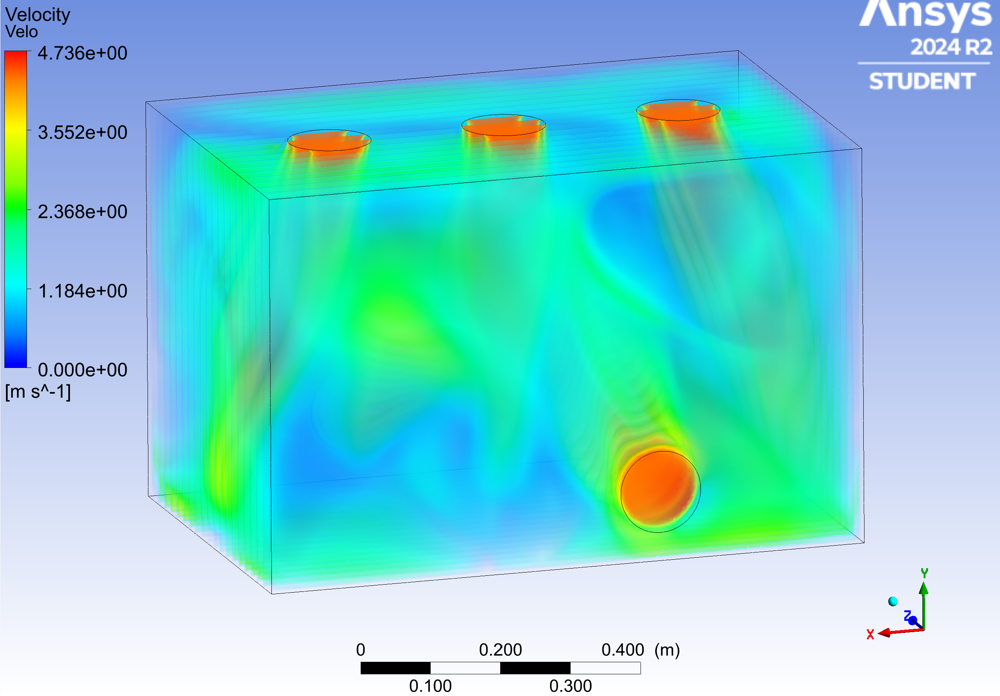 Velocity
Velo
4.736e+00
3.552e+00
2.368e+00
1.184e+00
0.000e+00
[m s^-1]
Ansys
2024 R2
STUDENT
Y
Z
X
0 0.200 0.400 (m)
0.100 0.300